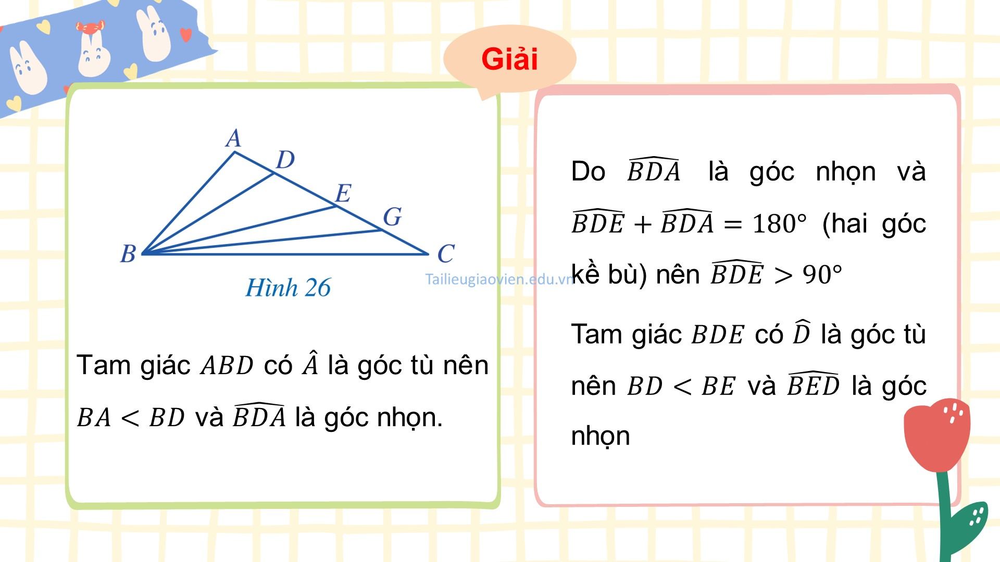 Giải
A
D
E
G
B
C
Hình 26
Tailieugiaovien.edu.vn
Tam giác ABD có Â là góc tù nên
BA < BD và \widehat{BDA} là góc nhọn.
Do \widehat{BDA} là góc nhọn và
\widehat{BDE} + \widehat{BDA} = 180° (hai góc
kề bù) nên \widehat{BDE} > 90°
Tam giác BDE có \widehat{D} là góc tù
nên BD < BE và \widehat{BED} là góc
nhọn